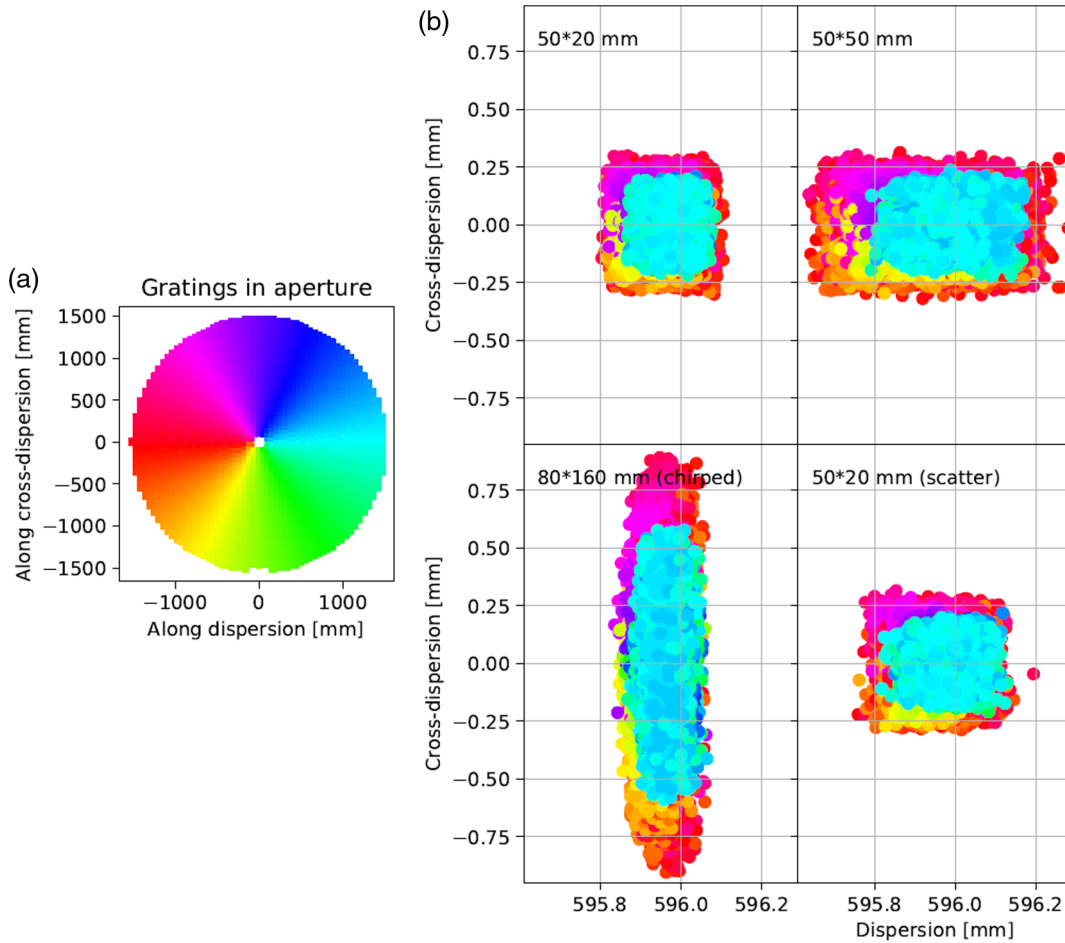 (a)
Gratings in aperture
Along cross-dispersion [mm]
1500
1000
500
0
−500
−1000
−1500
−1000 0 1000
Along dispersion [mm]
(b)
50*20 mm
50*50 mm
Cross-dispersion [mm]
0.75
0.50
0.25
0.00
−0.25
−0.50
−0.75
80*160 mm (chirped)
50*20 mm (scatter)
Cross-dispersion [mm]
0.75
0.50
0.25
0.00
−0.25
−0.50
−0.75
595.8 596.0 596.2
595.8 596.0 596.2
Dispersion [mm]